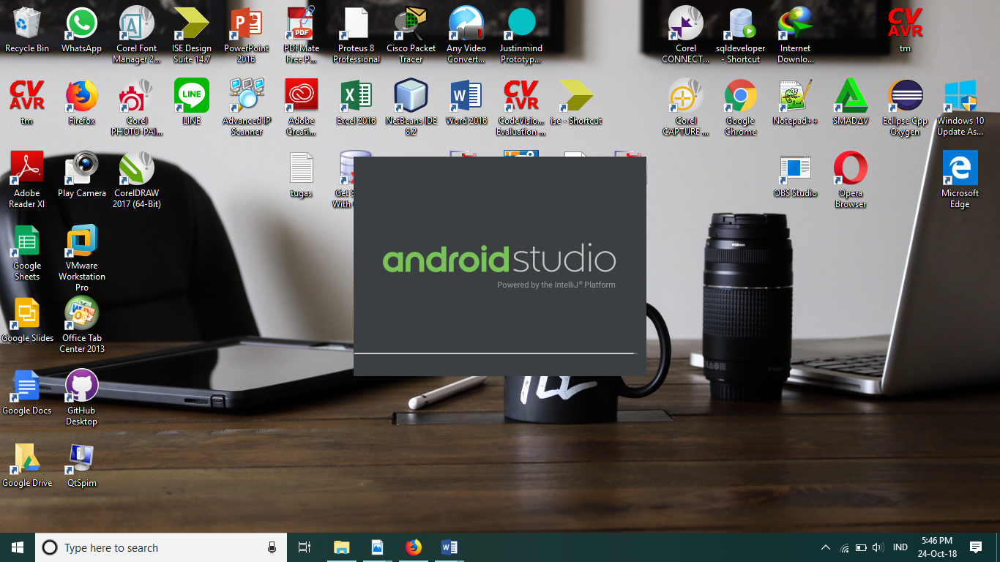 Recycle Bin
WhatsApp
Corel Font
Manager 2...
ISE Design
Suite 14.7
PowerPoint
2016
PDF
PDFMate
Free P...
Proteus 8
Professional
Cisco Packet
Tracer
Any Video
Convert...
Justinmind
Prototyp...
Corel
CONNECT...
sqldeveloper
- Shortcut
Internet
Downlo...
CV
AVR
tm
CV
AVR
tm
Firefox
Corel
PHOTO-PAI...
LINE
LINE
Advanced IP
Scanner
Adobe
Creati...
Excel 2016
NetBeans IDE
8.2
Word 2016
CV
AVR
CodeVision...
Evaluation ...
ise - Shortcut
Corel
CAPTURE ...
Google
Chrome
Notepad++
SMADAV
Eclipse Cpp
Oxygen
Windows 10
Update As...
Adobe
Reader XI
Play Camera
CorelDRAW
2017 (64-Bit)
tugas
Get S
With
OBS Studio
Opera
Browser
Microsoft
Edge
Google
Sheets
VMware
Workstation
Pro
androidstudio
Powered by the IntelliJ® Platform
Google Slides
Office Tab
Center 2013
Google Docs
GitHub
Desktop
Google Drive
QtSpim
Type here to search
IND
5:46 PM
24-Oct-18